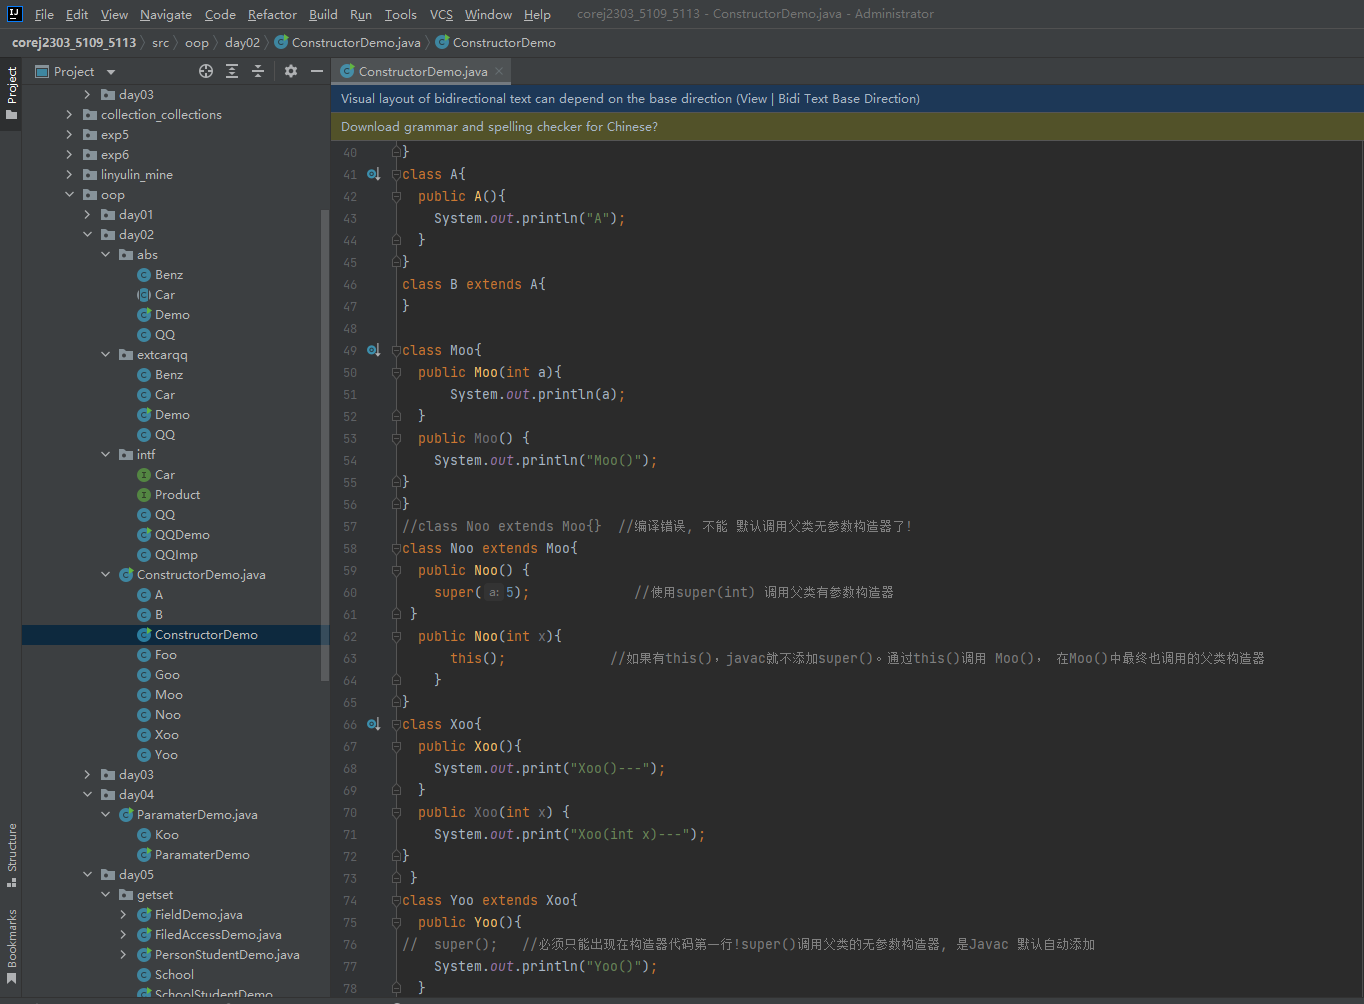 File Edit View Navigate Code Refactor Build Run Tools VCS Window Help corej2303_5109_5113 - ConstructorDemo.java - Administrator
corej2303_5109_5113 src oop day02 ConstructorDemo.java ConstructorDemo
Project
Project
ConstructorDemo.java
Visual layout of bidirectional text can depend on the base direction (View | Bidi Text Base Direction)
Download grammar and spelling checker for Chinese?
day03
collection_collections
exp5
exp6
linyulin_mine
oop
day01
day02
abs
Benz
Car
Demo
QQ
extcarqq
Benz
Car
Demo
QQ
intf
Car
Product
QQ
QQDemo
QQImp
ConstructorDemo.java
A
B
ConstructorDemo
Foo
Goo
Moo
Noo
Xoo
Yoo
day03
day04
ParamaterDemo.java
Koo
ParamaterDemo
day05
getset
FieldDemo.java
FiledAccessDemo.java
PersonStudentDemo.java
School
SchoolStudentDemo
Structure
Bookmarks
40 }
41 class A{
42 public A(){
43 System.out.println("A");
44 }
45 }
46 class B extends A{
47 }
48
49 class Moo{
50 public Moo(int a){
51 System.out.println(a);
52 }
53 public Moo() {
54 System.out.println("Moo()");
55 }
56 }
57 //class Noo extends Moo{} //编译错误, 不能 默认调用父类无参数构造器了!
58 class Noo extends Moo{
59 public Noo() {
60 super( a: 5); //使用super(int) 调用父类有参数构造器
61 }
62 public Noo(int x){
63 this(); //如果有this(), javac就不添加super()。通过this()调用 Moo(), 在Moo()中最终也调用的父类构造器
64 }
65 }
66 class Xoo{
67 public Xoo(){
68 System.out.print("Xoo()---");
69 }
70 public Xoo(int x) {
71 System.out.print("Xoo(int x)---");
72 }
73 }
74 class Yoo extends Xoo{
75 public Yoo(){
76 // super(); //必须只能出现在构造器代码第一行!super()调用父类的无参数构造器, 是Javac 默认自动添加
77 System.out.println("Yoo()");
78 }